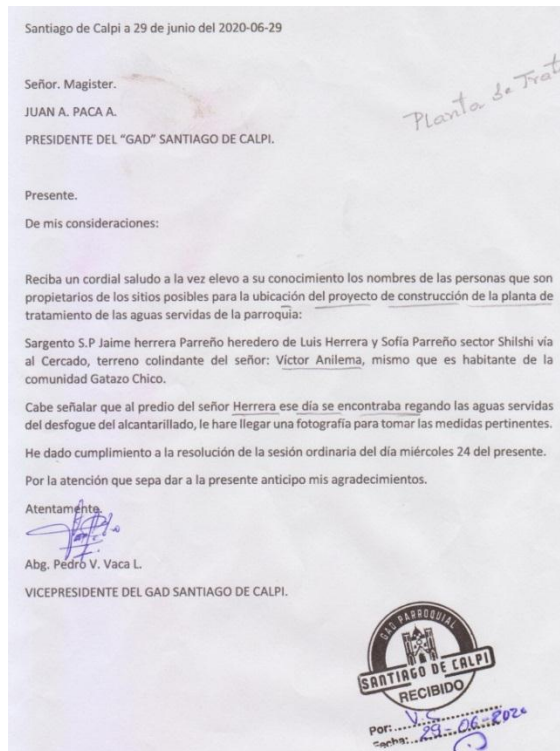 Santiago de Calpi a 29 de junio del 2020-06-29
Planta de Trat
Señor. Magister.
JUAN A. PACA A.
PRESIDENTE DEL "GAD" SANTIAGO DE CALPI.
Presente.
De mis consideraciones:
Reciba un cordial saludo a la vez elevo a su conocimiento los nombres de las personas que son
propietarios de los sitios posibles para la ubicación del proyecto de construcción de la planta de
tratamiento de las aguas servidas de la parroquia:
Sargento S.P Jaime herrera Parreño heredero de Luis Herrera y Sofía Parreño sector Shilshi vía
al Cercado, terreno colindante del señor: Víctor Anilema, mismo que es habitante de la
comunidad Gatazo Chico.
Cabe señalar que al predio del señor Herrera ese día se encontraba regando las aguas servidas
del desfogue del alcantarillado, le hare llegar una fotografía para tomar las medidas pertinentes.
He dado cumplimiento a la resolución de la sesión ordinaria del día miércoles 24 del presente.
Por la atención que sepa dar a la presente anticipo mis agradecimientos.
Atentamente.
Abg. Pedro V. Vaca L.
VICEPRESIDENTE DEL GAD SANTIAGO DE CALPI.
GAD PARROQUIAL
SANTIAGO DE CALPI
RECIBIDO
Por: V.C
Fecha: 29-06-2020